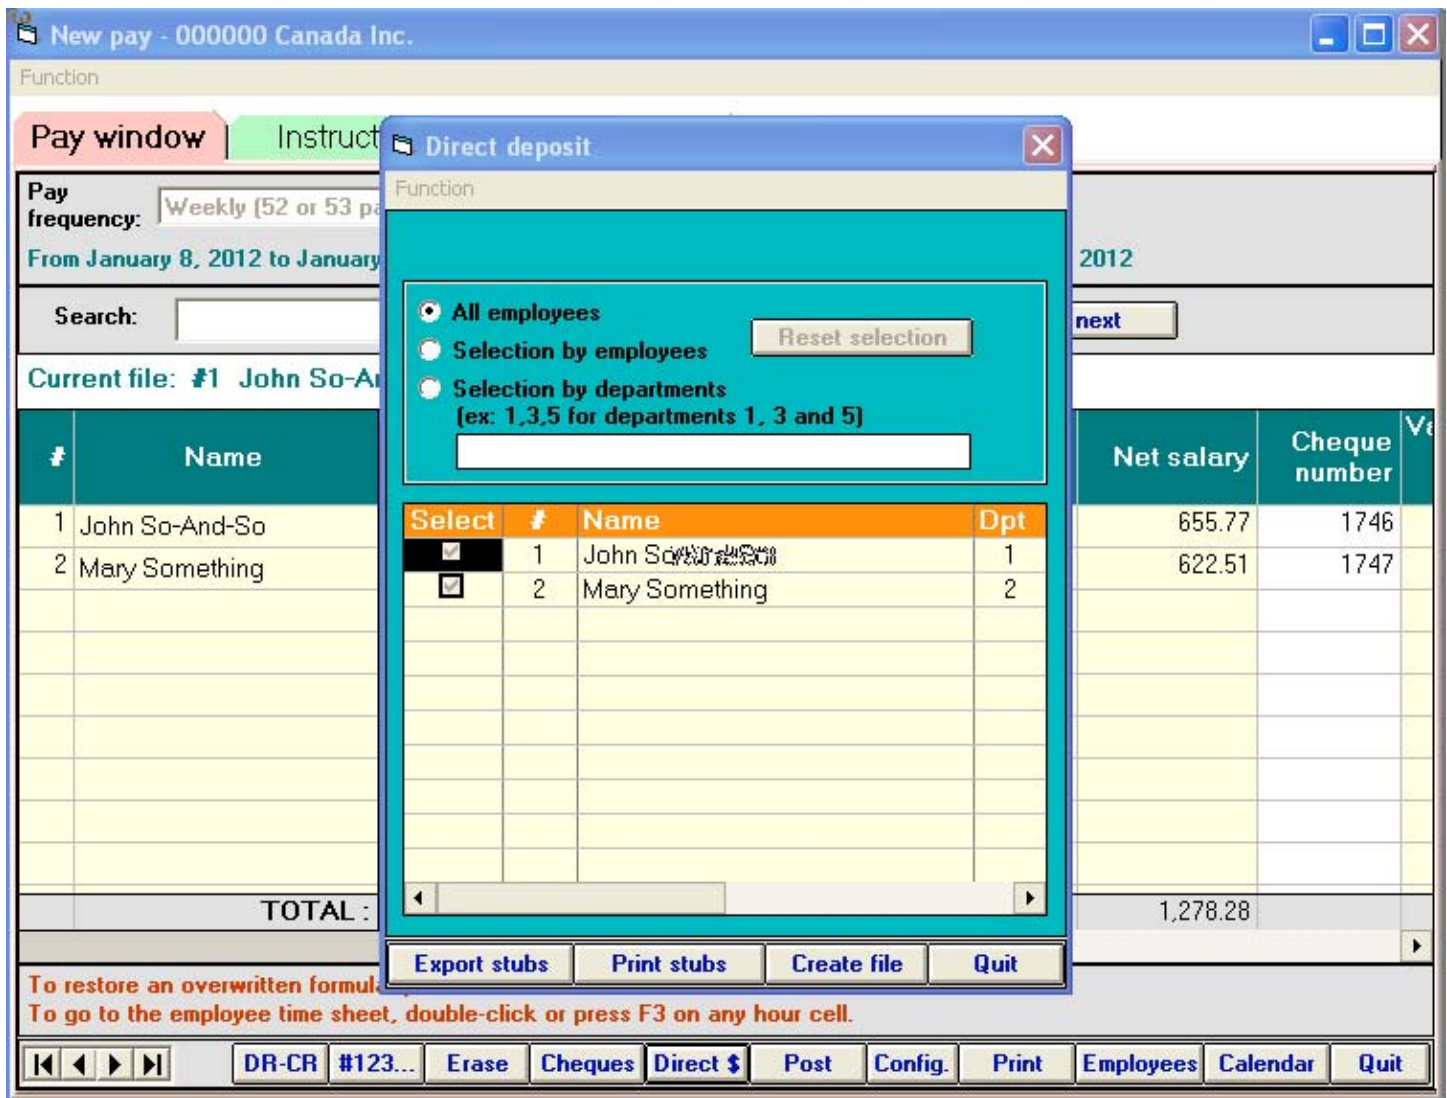 New pay - 000000 Canada Inc.
Function
Pay window
Instruct
Pay frequency:
Weekly (52 or 53 pa
From January 8, 2012 to January
2012
Search:
next
Current file: #1 John So-An
# Name Net salary Cheque number Va
1 John So-And-So 655.77 1746
2 Mary Something 622.51 1747
TOTAL : 1,278.28
Direct deposit
Function
All employees
Reset selection
Selection by employees
Selection by departments
(ex: 1,3,5 for departments 1, 3 and 5)
Select # Name Dpt
1 John 1
2 Mary Something 2
Export stubs Print stubs Create file Quit
To restore an overwritten formul
To go to the employee time sheet, double-click or press F3 on any hour cell.
DR-CR #123... Erase Cheques Direct $ Post Config. Print Employees Calendar Quit